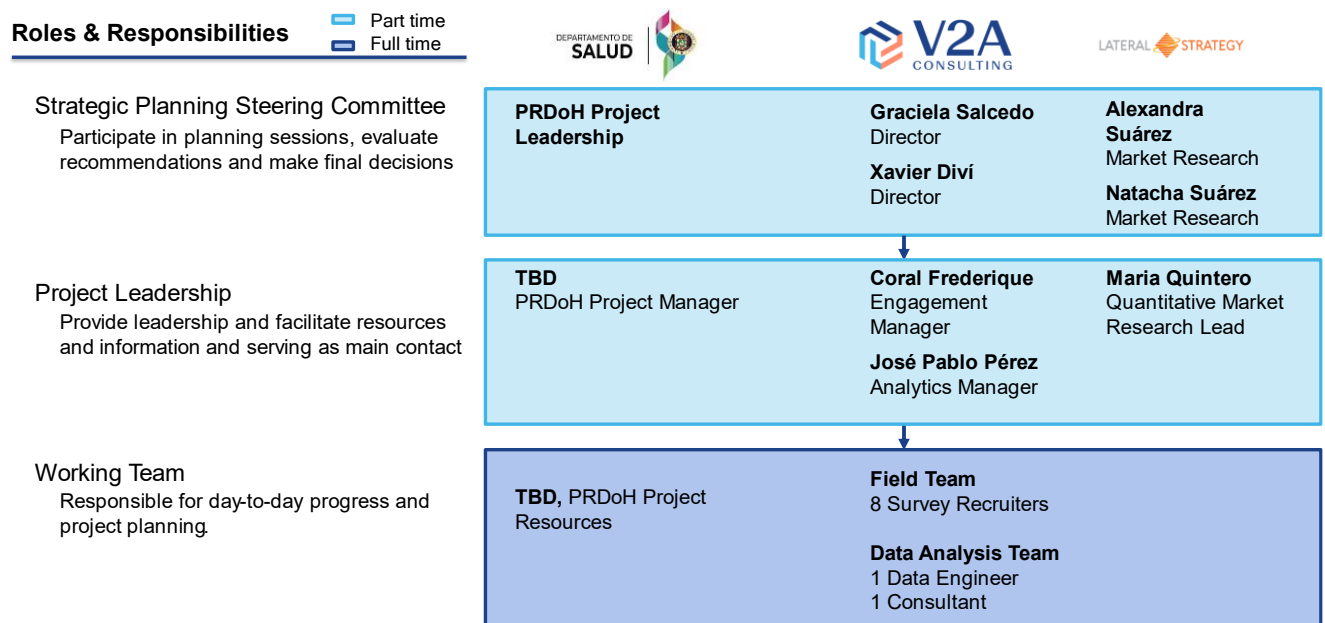 Roles & Responsibilities
Part time
Full time
DEPARTAMENTO DE
SALUD
V2A
CONSULTING
LATERAL STRATEGY
Strategic Planning Steering Committee
Participate in planning sessions, evaluate
recommendations and make final decisions
PRDoH Project
Leadership
Graciela Salcedo
Director
Xavier Diví
Director
Alexandra
Suárez
Market Research
Natacha Suárez
Market Research
Project Leadership
Provide leadership and facilitate resources
and information and serving as main contact
TBD
PRDoH Project Manager
Coral Frederique
Engagement
Manager
José Pablo Pérez
Analytics Manager
Maria Quintero
Quantitative Market
Research Lead
Working Team
Responsible for day-to-day progress and
project planning.
TBD, PRDoH Project
Resources
Field Team
8 Survey Recruiters
Data Analysis Team
1 Data Engineer
1 Consultant